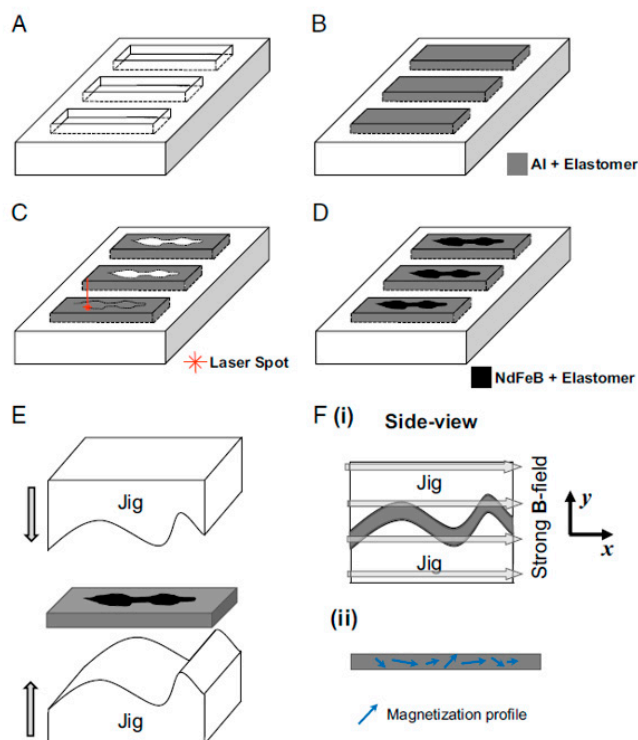 A
B
Al + Elastomer
C
D
Laser Spot
NdFeB + Elastomer
E
F (i)
Side-view
Jig
Jig
Jig
Jig
Strong B-field
y
x
(ii)
Magnetization profile